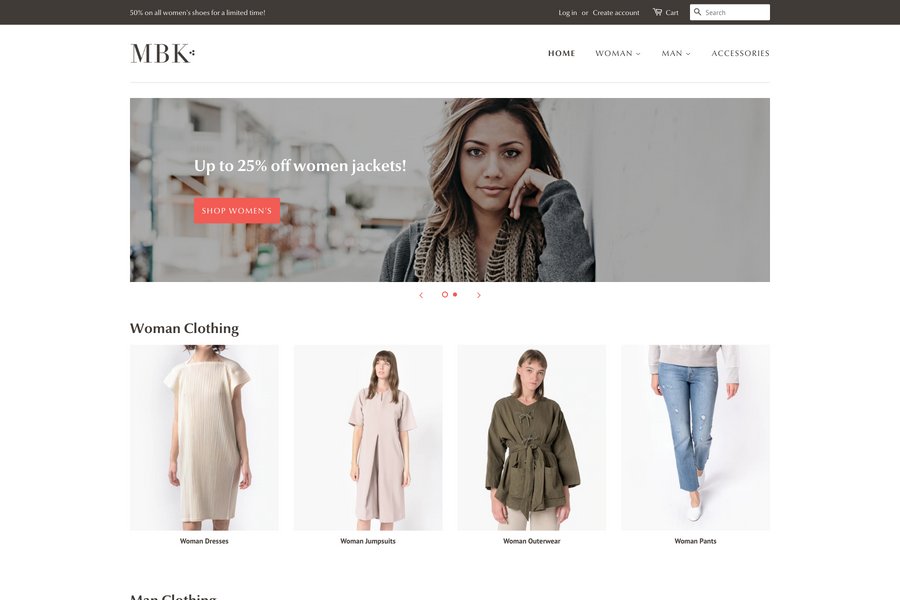 50% on all women's shoes for a limited time!
Log in or Create account Cart Search
MBK
HOME WOMAN MAN ACCESSORIES
Up to 25% off women jackets!
SHOP WOMEN'S
Woman Clothing
Woman Dresses Woman Jumpsuits Woman Outerwear Woman Pants
Man Clothing